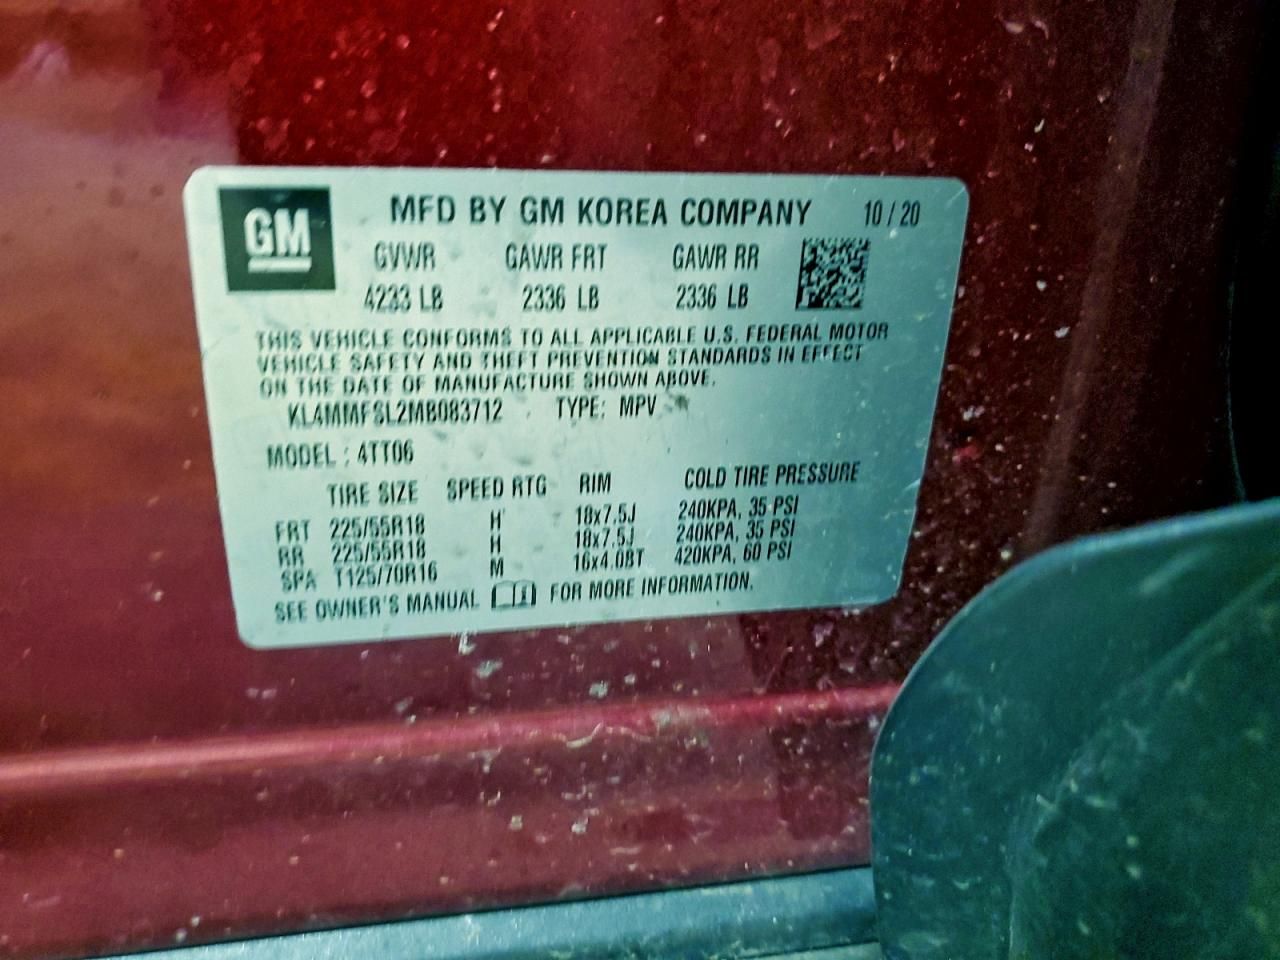 GM
MFD BY GM KOREA COMPANY 10 / 20
GVWR GAWR FRT GAWR RR
4233 LB 2336 LB 2336 LB
THIS VEHICLE CONFORMS TO ALL APPLICABLE U.S. FEDERAL MOTOR
VEHICLE SAFETY AND THEFT PREVENTION STANDARDS IN EFFECT
ON THE DATE OF MANUFACTURE SHOWN ABOVE.
KL4MMFSL2MB083712 TYPE: MPV
MODEL : 4TT06
TIRE SIZE SPEED RTG RIM COLD TIRE PRESSURE
FRT 225/55R18 H 18x7.5J 240KPA, 35 PSI
RR 225/55R18 H 18x7.5J 240KPA, 35 PSI
SPA T125/70R16 M 16x4.0BT 420KPA, 60 PSI
SEE OWNER'S MANUAL FOR MORE INFORMATION.